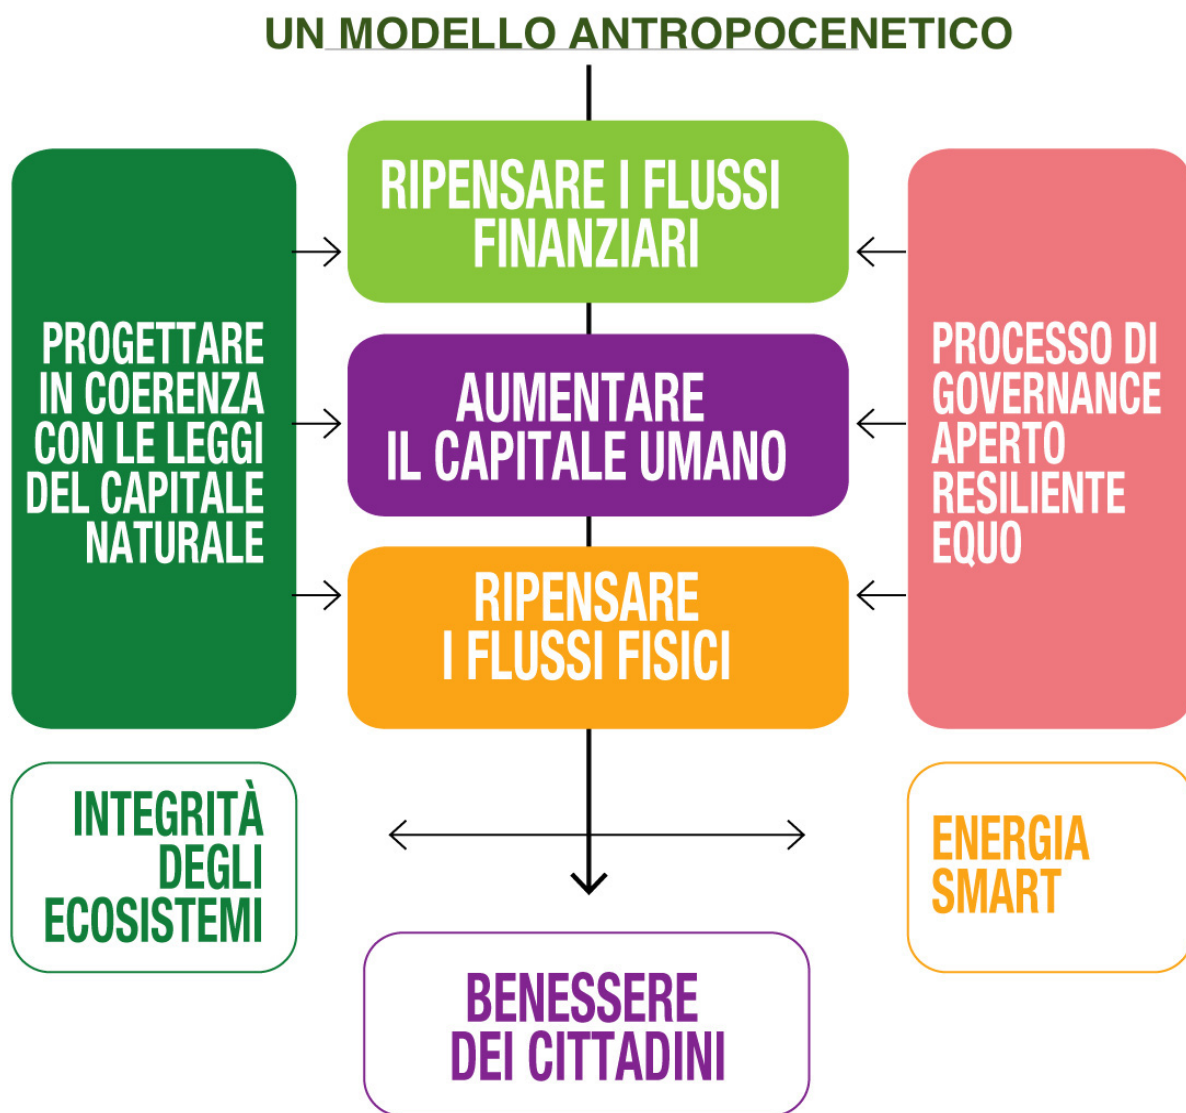 UN MODELLO ANTROPOCENETICO
RIPENSARE I FLUSSI
FINANZIARI
PROGETTARE
IN COERENZA
CON LE LEGGI
DEL CAPITALE
NATURALE
AUMENTARE
IL CAPITALE UMANO
PROCESSO DI
GOVERNANCE
APERTO
RESILIENTE
EQUO
RIPENSARE
I FLUSSI FISICI
INTEGRITÀ
DEGLI
ECOSISTEMI
ENERGIA
SMART
BENESSERE
DEI CITTADINI